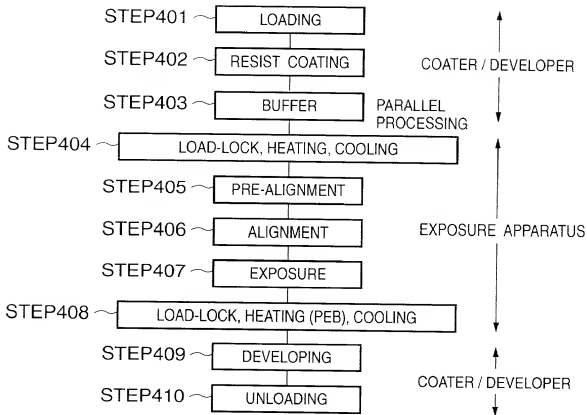 STEP401 LOADING
STEP402 RESIST COATING
COATER / DEVELOPER
STEP403 BUFFER
PARALLEL
PROCESSING
STEP404 LOAD-LOCK, HEATING, COOLING
STEP405 PRE-ALIGNMENT
STEP406 ALIGNMENT
EXPOSURE APPARATUS
STEP407 EXPOSURE
STEP408 LOAD-LOCK, HEATING (PEB), COOLING
STEP409 DEVELOPING
COATER / DEVELOPER
STEP410 UNLOADING